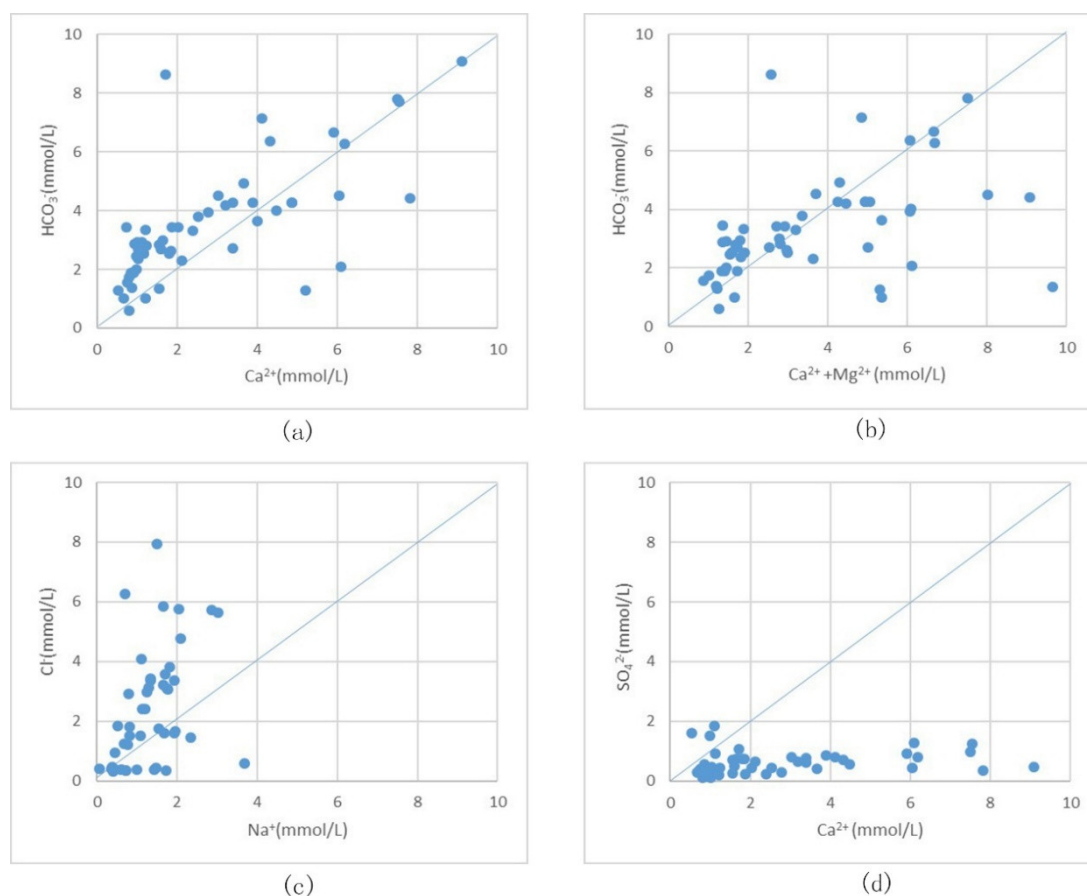 10
8
6
4
2
0
HCO₃⁻(mmol/L)
0 2 4 6 8 10
Ca²⁺(mmol/L)
(a)
10
8
6
4
2
0
HCO₃⁻(mmol/L)
0 2 4 6 8 10
Ca²⁺ +Mg²⁺ (mmol/L)
(b)
10
8
6
4
2
0
Cl⁻(mmol/L)
0 2 4 6 8 10
Na⁺(mmol/L)
(c)
10
8
6
4
2
0
SO₄²⁻(mmol/L)
0 2 4 6 8 10
Ca²⁺(mmol/L)
(d)